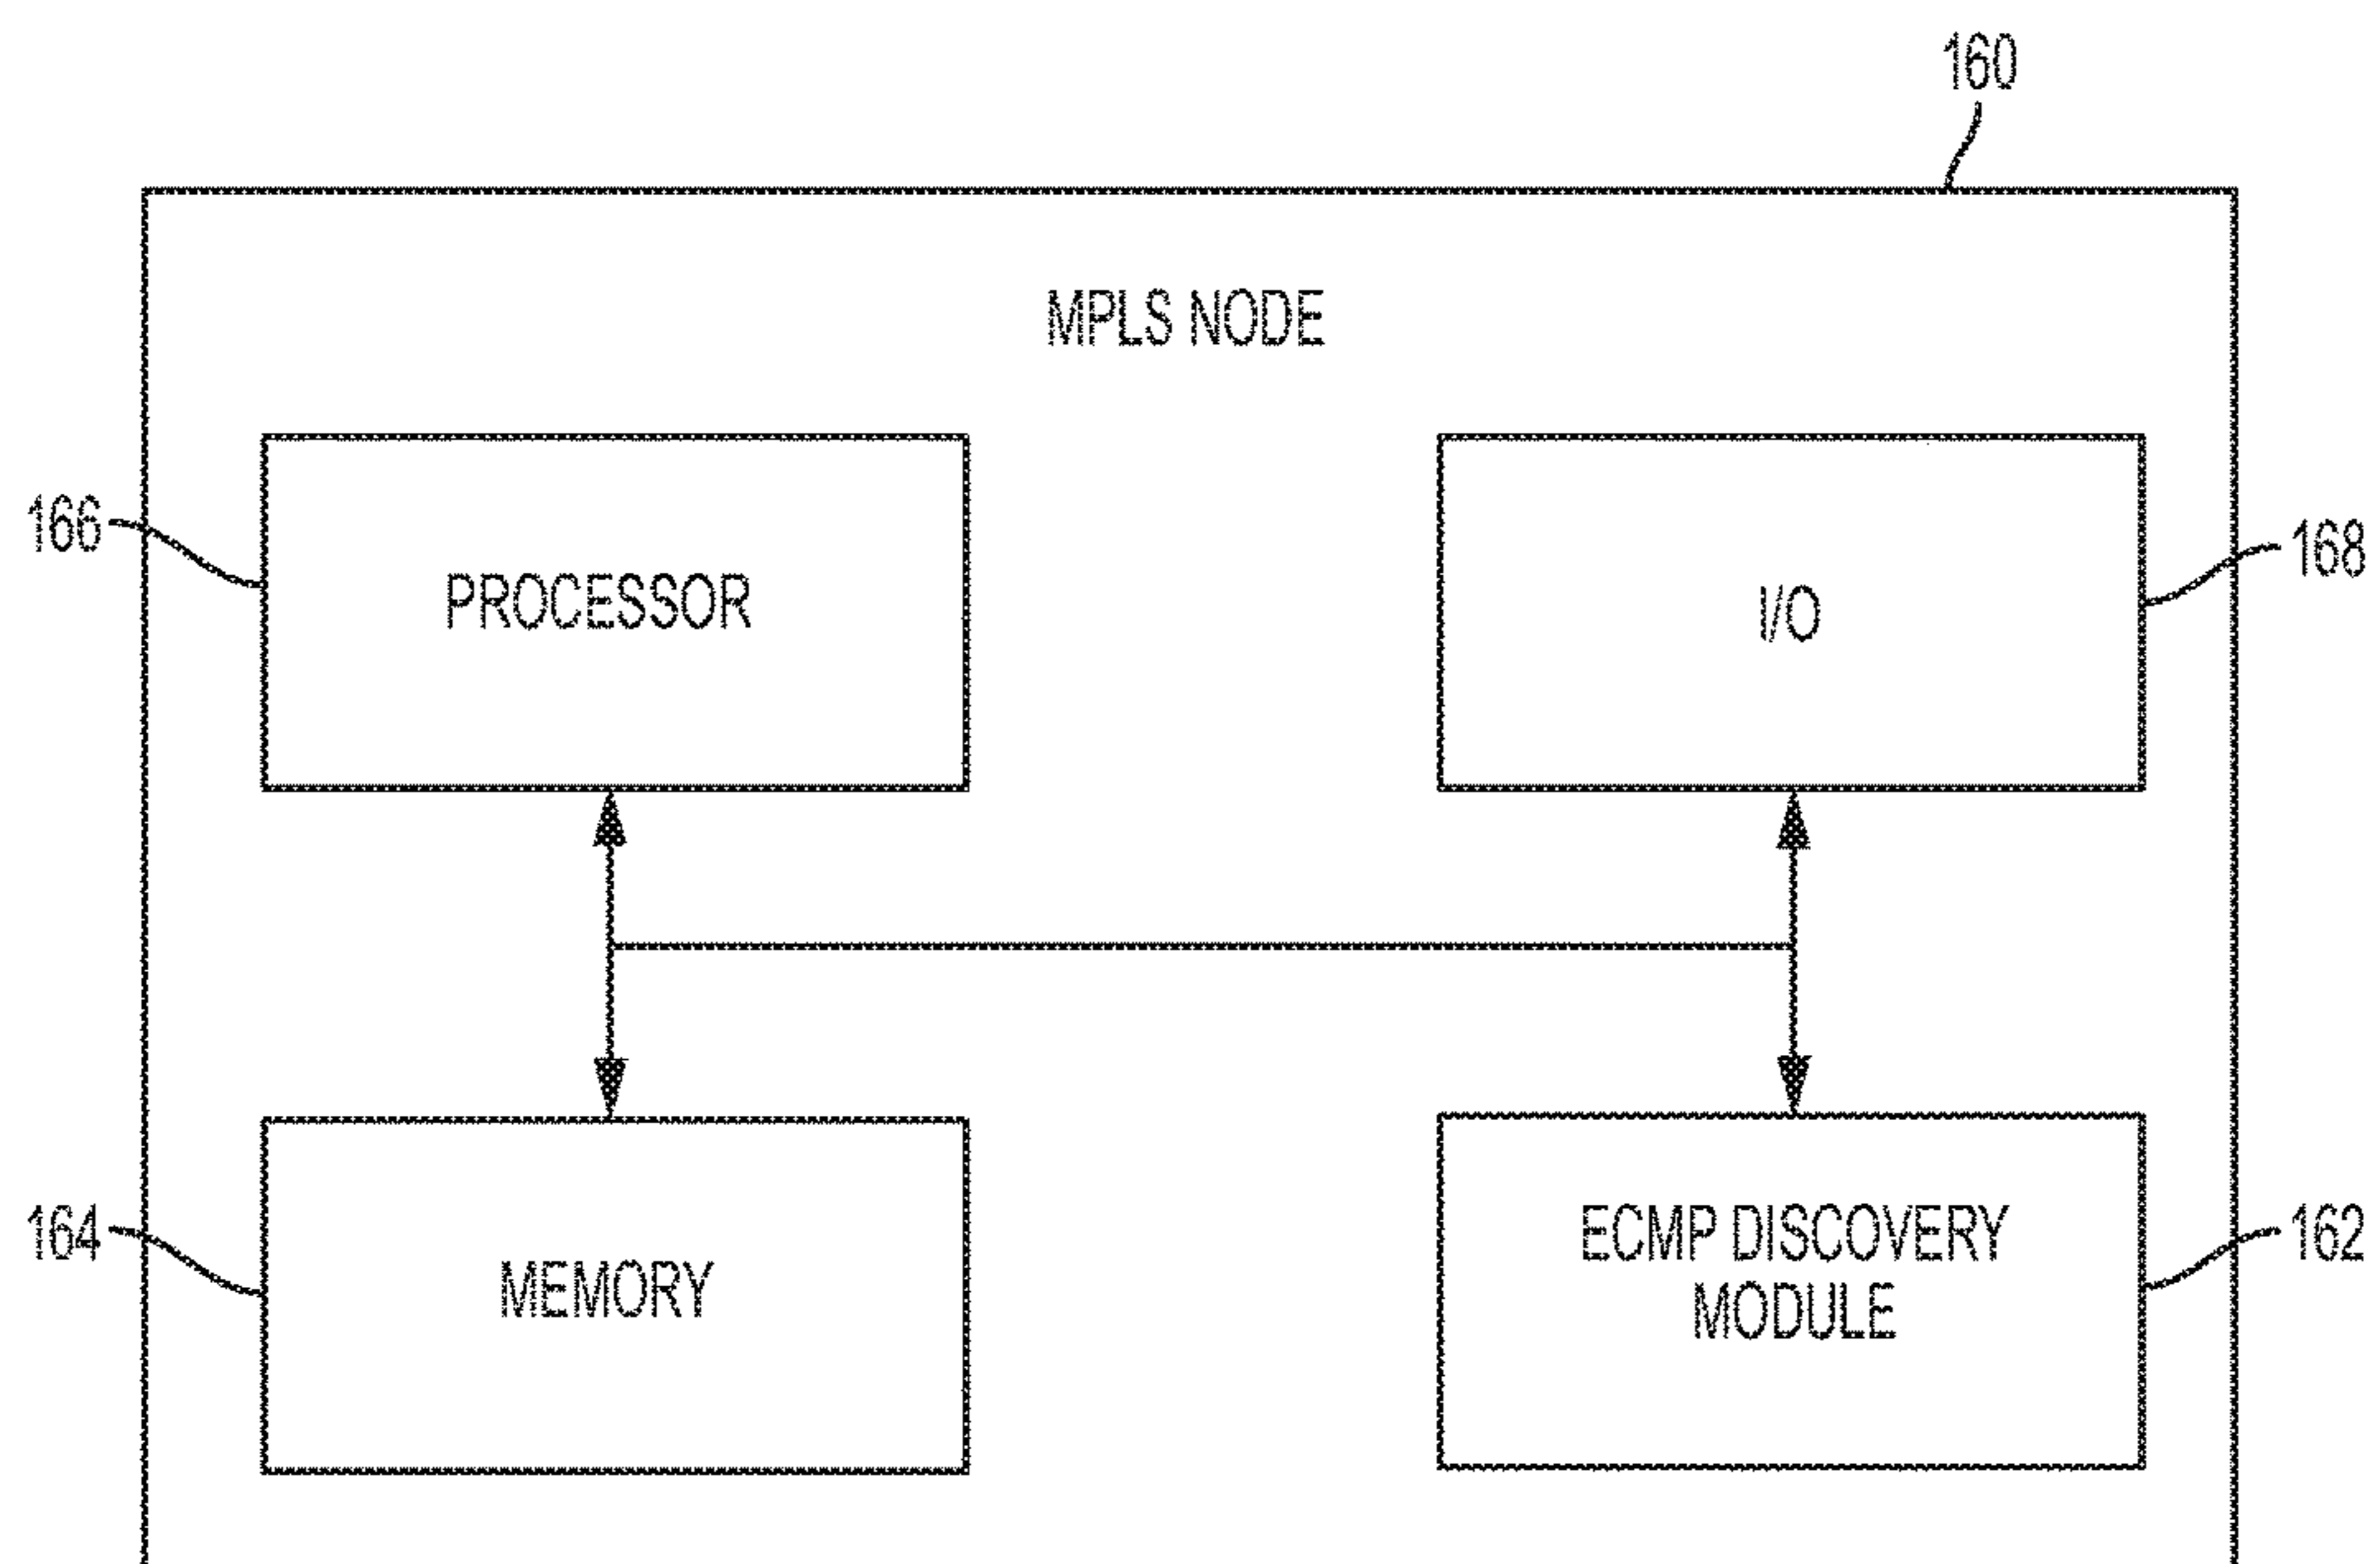 160
MPLS NODE
166
PROCESSOR
I/O
168
164
MEMORY
ECMP DISCOVERY
MODULE
162